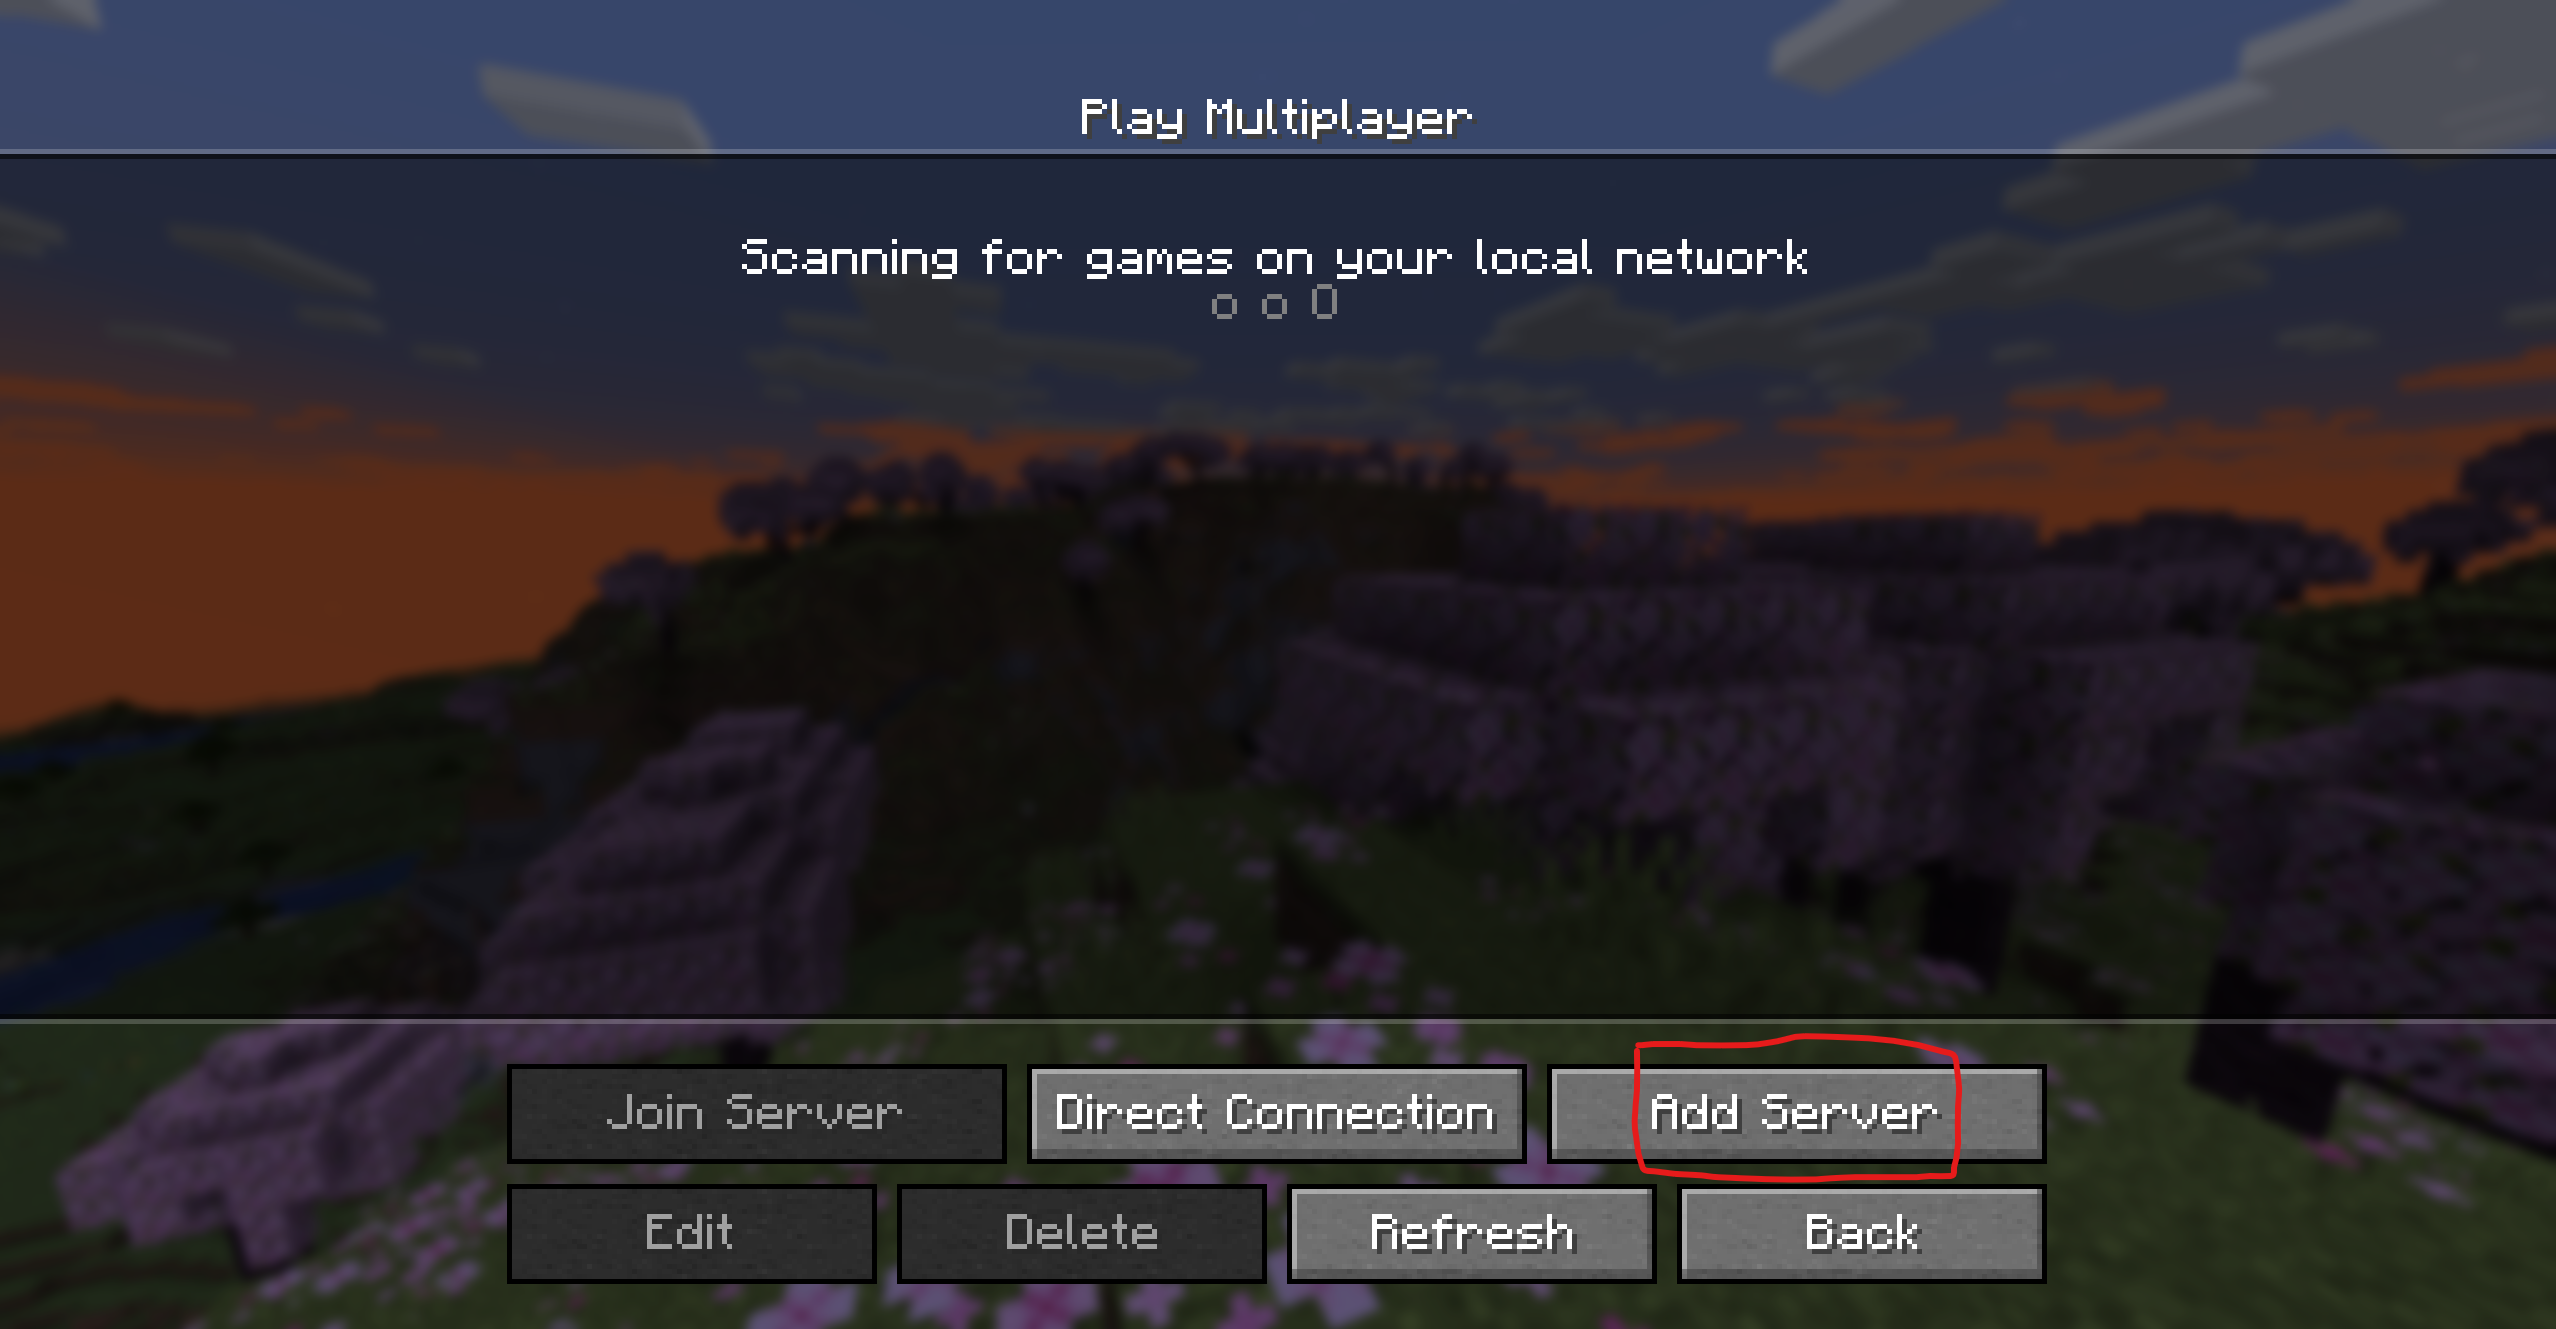 Play Multiplayer
Scanning for games on your local network
o o O
Join Server
Direct Connection
Add Server
Edit
Delete
Refresh
Back